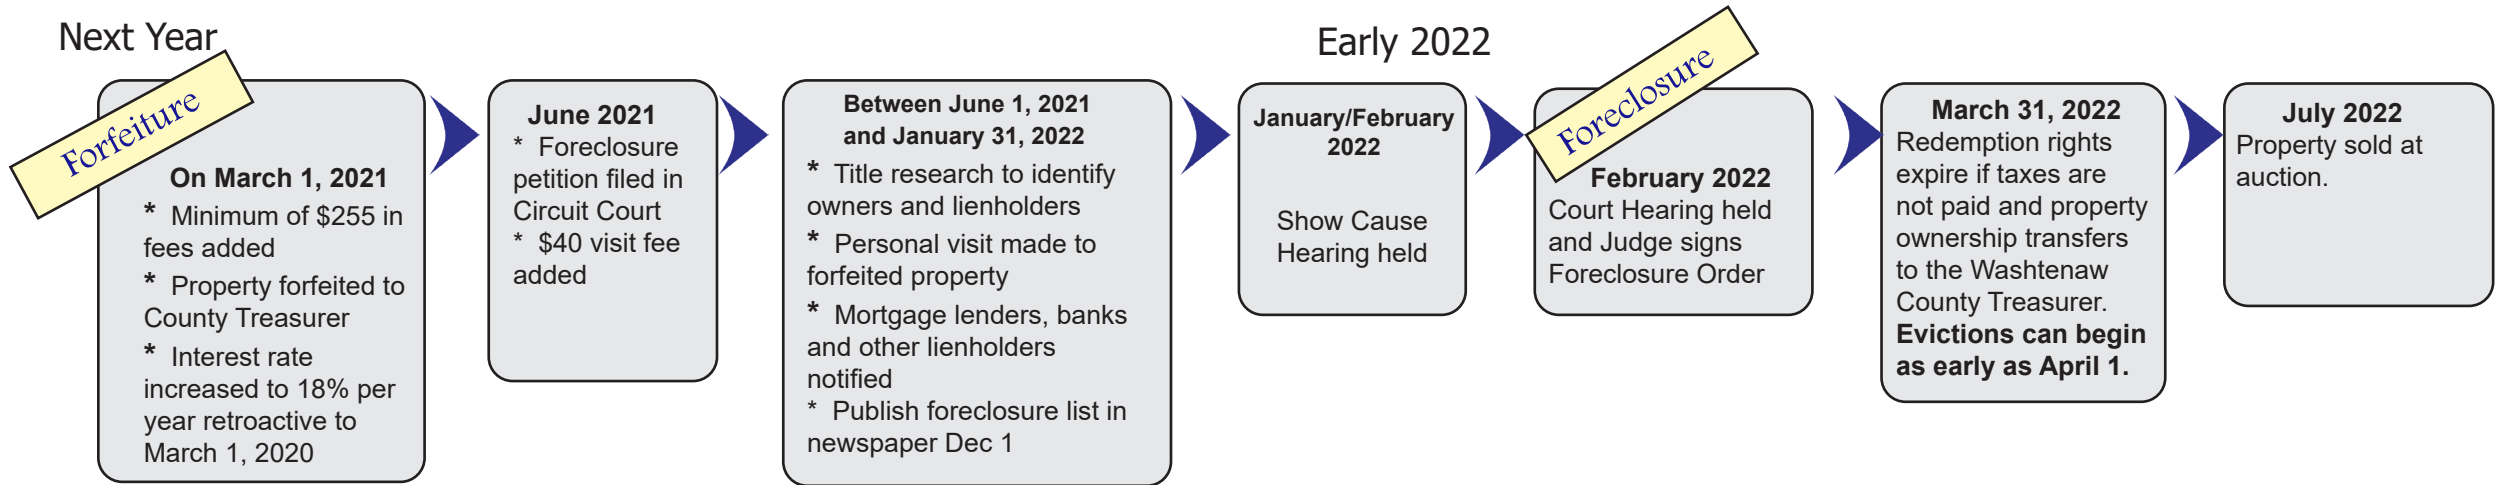 Next Year
Forfeiture
On March 1, 2021
* Minimum of $255 in
fees added
* Property forfeited to
County Treasurer
* Interest rate
increased to 18% per
year retroactive to
March 1, 2020
June 2021
* Foreclosure
petition filed in
Circuit Court
* $40 visit fee
added
Between June 1, 2021
and January 31, 2022
* Title research to identify
owners and lienholders
* Personal visit made to
forfeited property
* Mortgage lenders, banks
and other lienholders
notified
* Publish foreclosure list in
newspaper Dec 1
Early 2022
January/February
2022
Show Cause
Hearing held
Foreclosure
February 2022
Court Hearing held
and Judge signs
Foreclosure Order
March 31, 2022
Redemption rights
expire if taxes are
not paid and property
ownership transfers
to the Washtenaw
County Treasurer.
Evictions can begin
as early as April 1.
July 2022
Property sold at
auction.